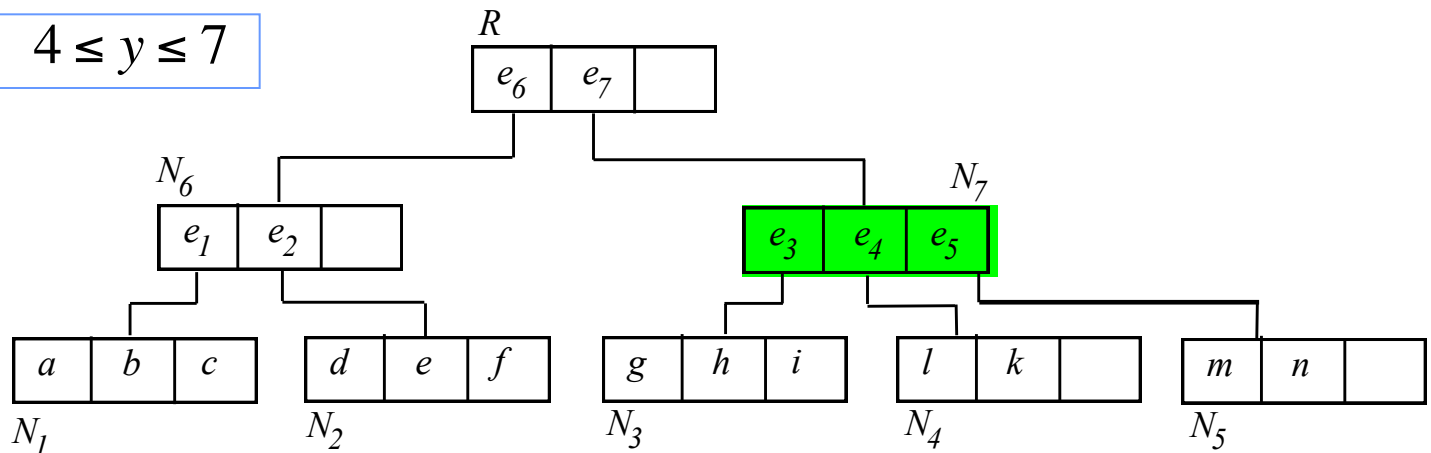 4 ≤ y ≤ 7
R
e6 e7
N6
N7
e1 e2
e3 e4 e5
a b c
d e f
g h i
l k
m n
N1
N2
N3
N4
N5